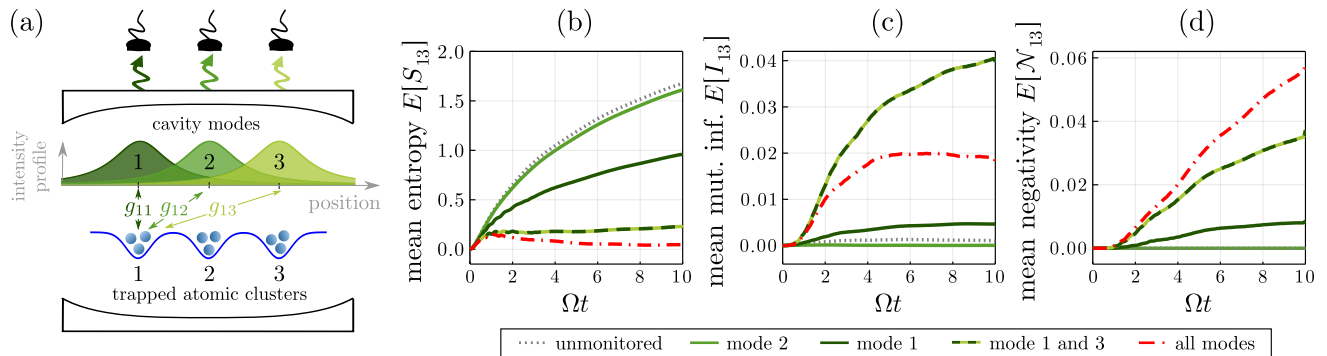 (a)
cavity modes
intensity
profile
1 2 3
position
g₁₁ g₁₂ g₁₃
1 2 3
trapped atomic clusters
(b)
mean entropy E[S₁₃]
2.0
1.5
1.0
0.5
0.0
0 2 4 6 8 10
Ωt
(c)
mean mut. inf. E[I₁₃]
0.04
0.03
0.02
0.01
0.00
0 2 4 6 8 10
Ωt
(d)
mean negativity E[𝒩₁₃]
0.06
0.04
0.02
0.00
0 2 4 6 8 10
Ωt
unmonitored mode 2 mode 1 mode 1 and 3 all modes